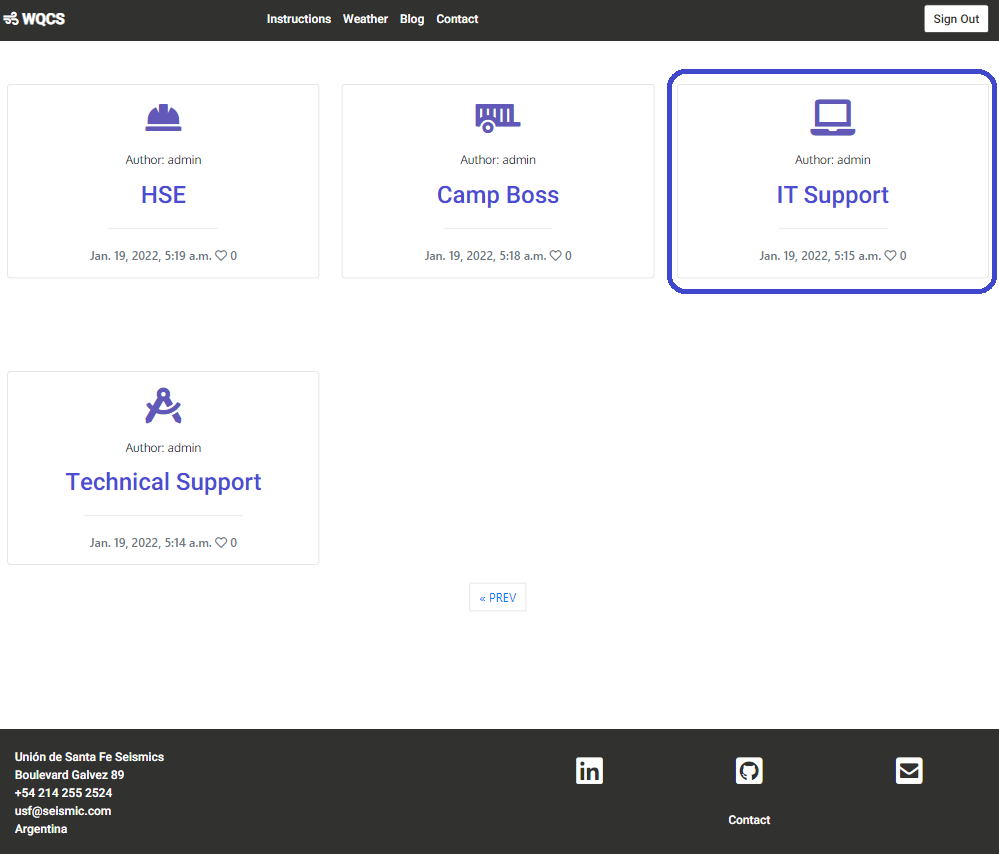 WQCS
Instructions Weather Blog Contact
Sign Out
Author: admin
HSE
Jan. 19, 2022, 5:19 a.m. 0
Author: admin
Camp Boss
Jan. 19, 2022, 5:18 a.m. 0
Author: admin
IT Support
Jan. 19, 2022, 5:15 a.m. 0
Author: admin
Technical Support
Jan. 19, 2022, 5:14 a.m. 0
« PREV
Unión de Santa Fe Seismics
Boulevard Galvez 89
+54 214 255 2524
usf@seismic.com
Argentina
in
Contact